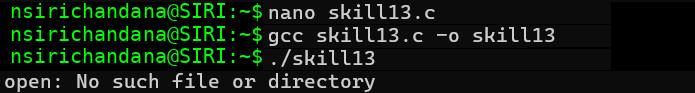 nsirichandana@SIRI:~$ nano skill13.c
nsirichandana@SIRI:~$ gcc skill13.c -o skill13
nsirichandana@SIRI:~$ ./skill13
open: No such file or directory